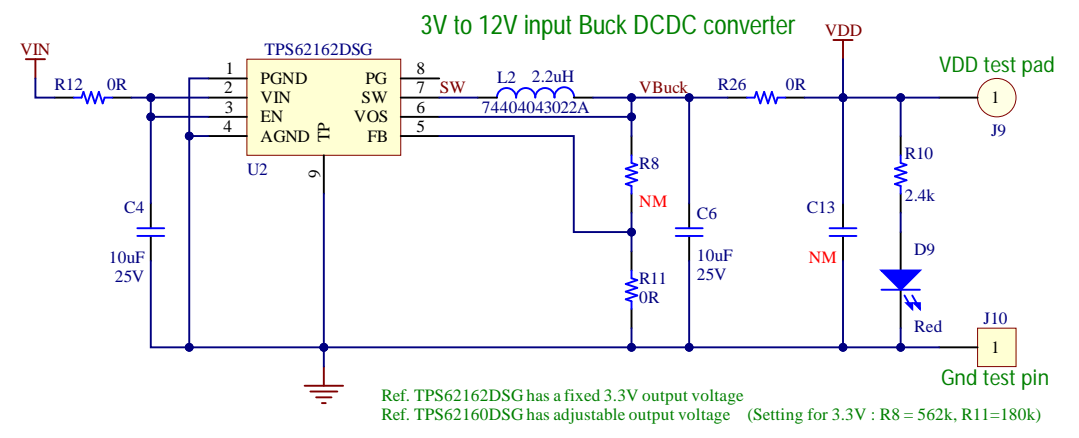 3V to 12V input Buck DCDC converter
VIN
R12 0R
TPS62162DSG
1 PGND
2 VIN
3 EN
4 AGND
PG 8
SW 7
VOS 6
FB 5
TP
9
U2
SW
L2 2.2uH
74404043022A
VBuck
R26 0R
VDD
VDD test pad
1
J9
R8
NM
R10
2.4k
C4
10uF
25V
C6
10uF
25V
C13
NM
D9
Red
R11
0R
J10
1
Gnd test pin
Ref. TPS62162DSG has a fixed 3.3V output voltage
Ref. TPS62160DSG has adjustable output voltage (Setting for 3.3V : R8 = 562k, R11=180k)